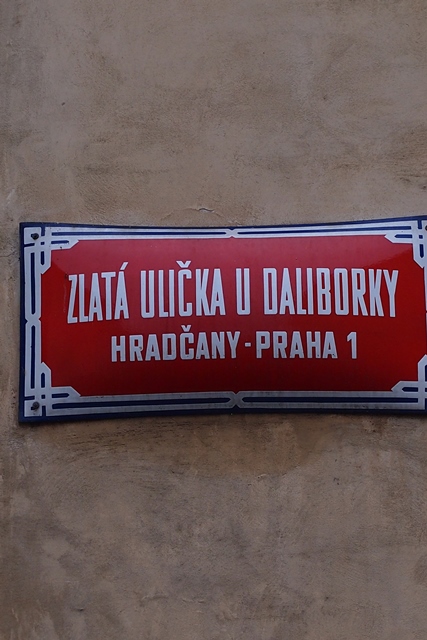 ZLATÁ ULIČKA U DALIBORKY
HRADČANY-PRAHA 1